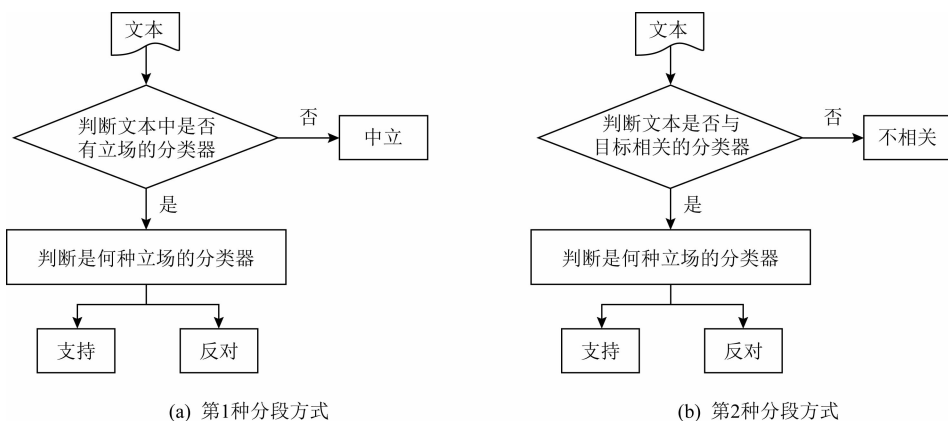 文本
判断文本中是否
有立场的分类器
否
中立
是
判断是何种立场的分类器
支持
反对
(a) 第1种分段方式
文本
判断文本是否与
目标相关的分类器
否
不相关
是
判断是何种立场的分类器
支持
反对
(b) 第2种分段方式